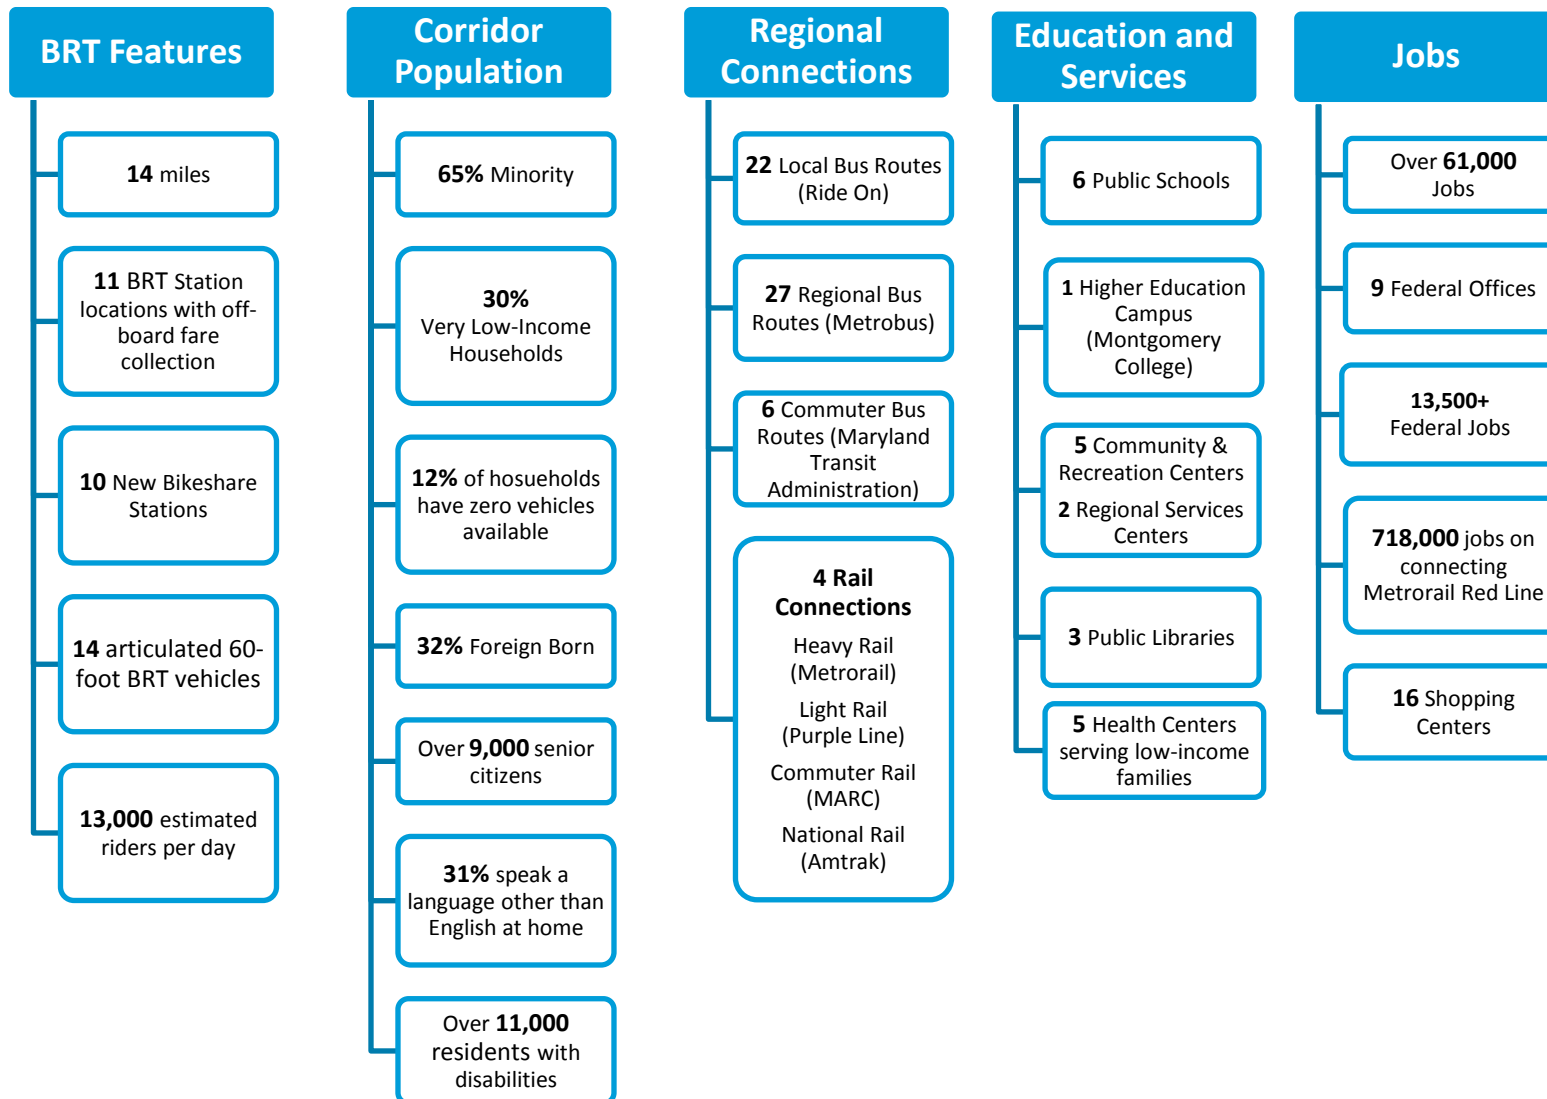 BRT Features
14 miles
11 BRT Station
locations with off-
board fare
collection
10 New Bikeshare
Stations
14 articulated 60-
foot BRT vehicles
13,000 estimated
riders per day
Corridor
Population
65% Minority
30%
Very Low-Income
Households
12% of hosueholds
have zero vehicles
available
32% Foreign Born
Over 9,000 senior
citizens
31% speak a
language other than
English at home
Over 11,000
residents with
disabilities
Regional
Connections
22 Local Bus Routes
(Ride On)
27 Regional Bus
Routes (Metrobus)
6 Commuter Bus
Routes (Maryland
Transit
Administration)
4 Rail
Connections
Heavy Rail
(Metrorail)
Light Rail
(Purple Line)
Commuter Rail
(MARC)
National Rail
(Amtrak)
Education and
Services
6 Public Schools
1 Higher Education
Campus
(Montgomery
College)
5 Community &
Recreation Centers
2 Regional Services
Centers
3 Public Libraries
5 Health Centers
serving low-income
families
Jobs
Over 61,000
Jobs
9 Federal Offices
13,500+
Federal Jobs
718,000 jobs on
connecting
Metrorail Red Line
16 Shopping
Centers